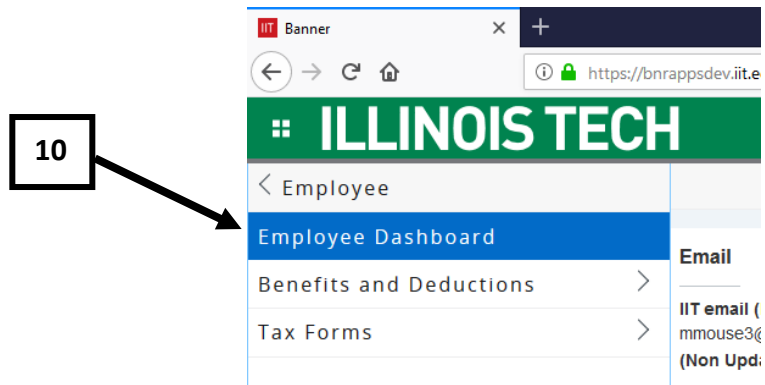 IIT Banner
https://bnrappsdev.iit.e
ILLINOIS TECH
10
Employee
Employee Dashboard
Benefits and Deductions
Tax Forms
Email
IIT email (
mmouse3@
(Non Upda